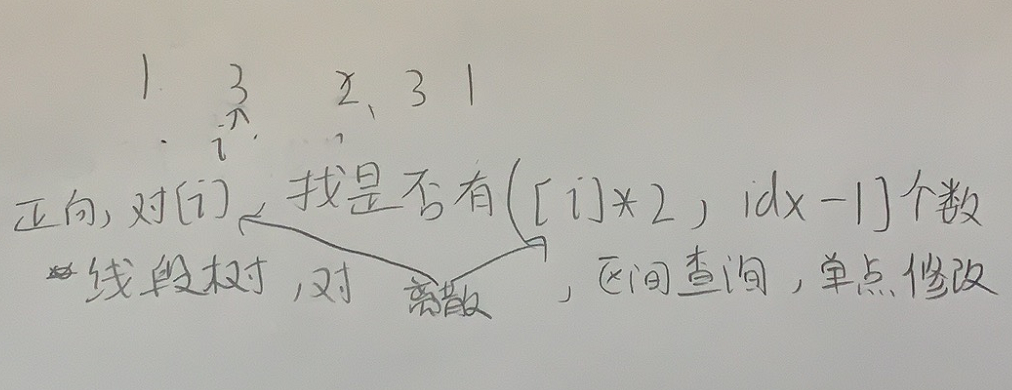 1 3 2、3 1
i
正向，对[i]，找是否有([i]*2, idx-1]个数
线段树，对 离散，区间查询，单点修改